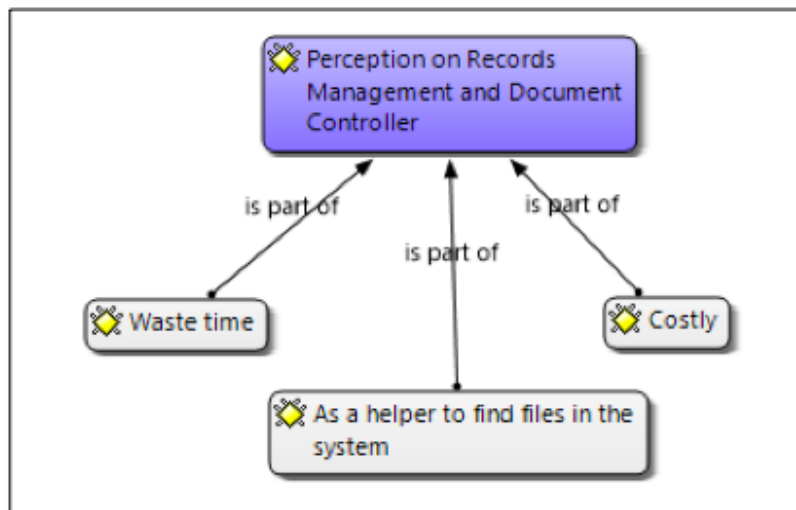 Perception on Records
Management and Document
Controller
is part of
is part of
is part of
Waste time
Costly
As a helper to find files in the
system